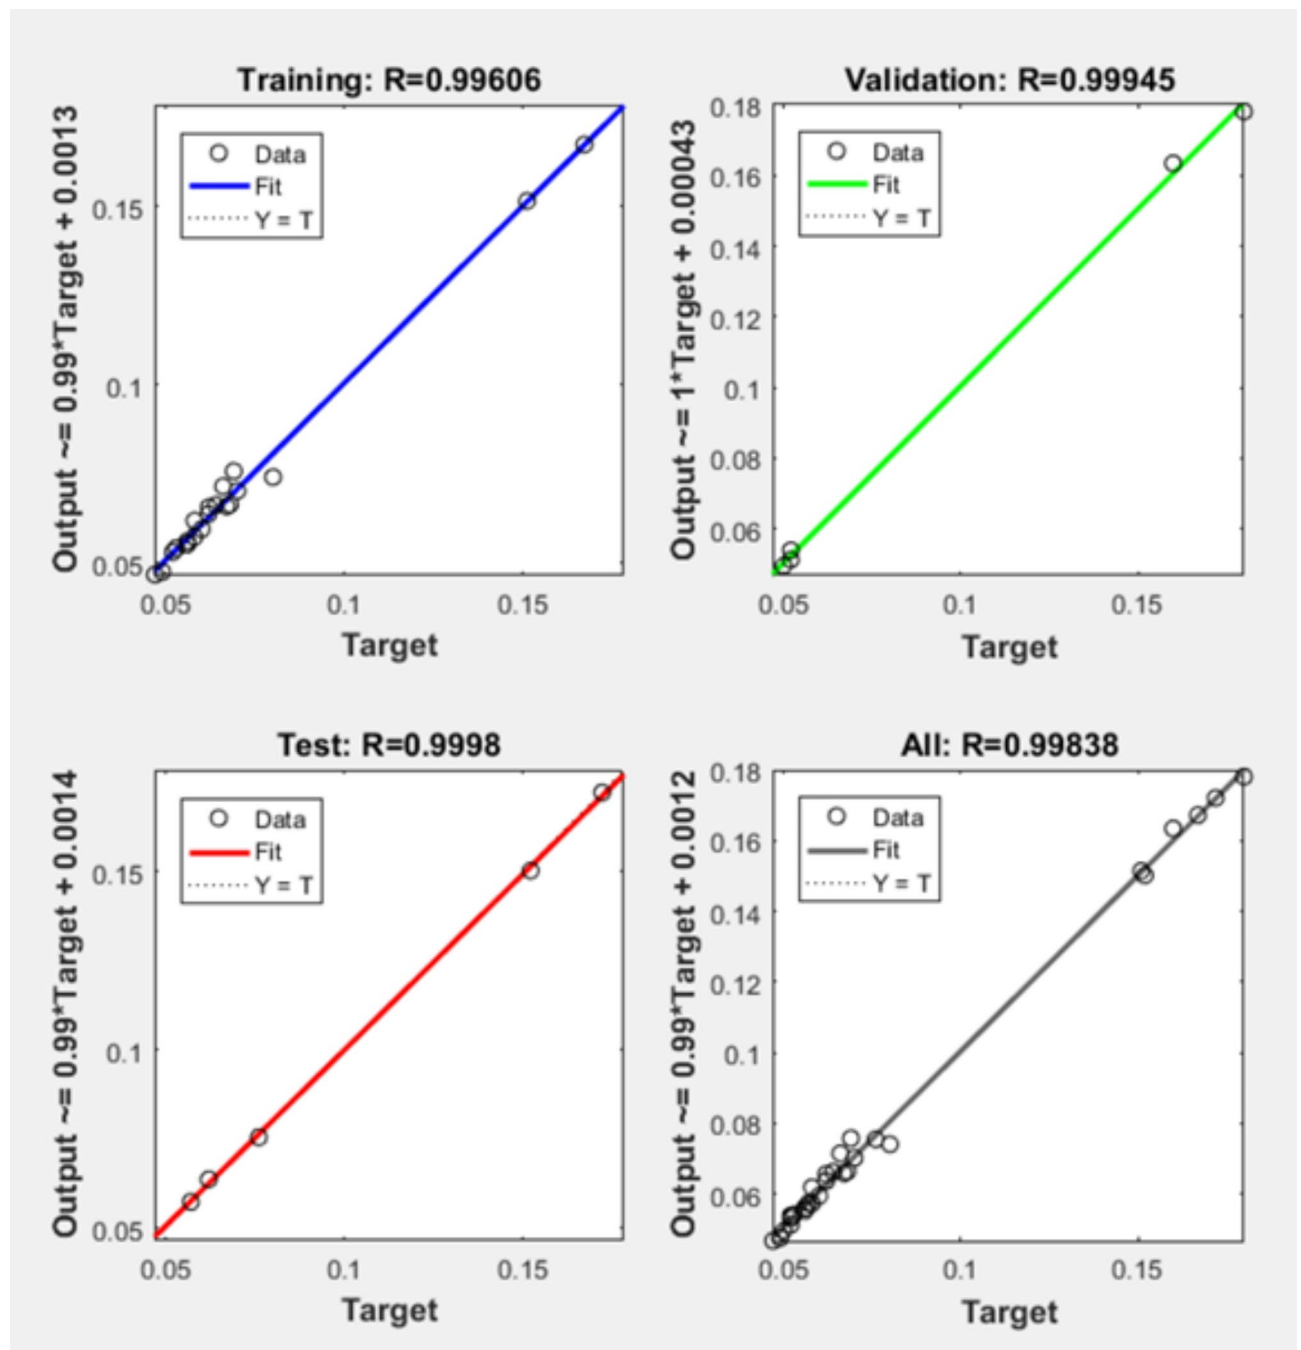 Training: R=0.99606
Output ~= 0.99*Target + 0.0013
Data
Fit
Y = T
0.15
0.1
0.05
0.05 0.1 0.15
Target
Validation: R=0.99945
Output ~= 1*Target + 0.00043
Data
Fit
Y = T
0.18
0.16
0.14
0.12
0.1
0.08
0.06
0.05 0.1 0.15
Target
Test: R=0.9998
Output ~= 0.99*Target + 0.0014
Data
Fit
Y = T
0.15
0.1
0.05
0.05 0.1 0.15
Target
All: R=0.99838
Output ~= 0.99*Target + 0.0012
Data
Fit
Y = T
0.18
0.16
0.14
0.12
0.1
0.08
0.06
0.05 0.1 0.15
Target